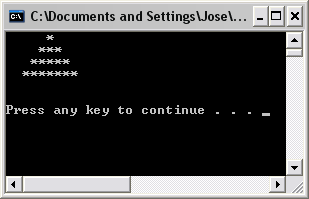 C:\Documents and Settings\Jose\...
*
***
*****
*******
Press any key to continue . . . _